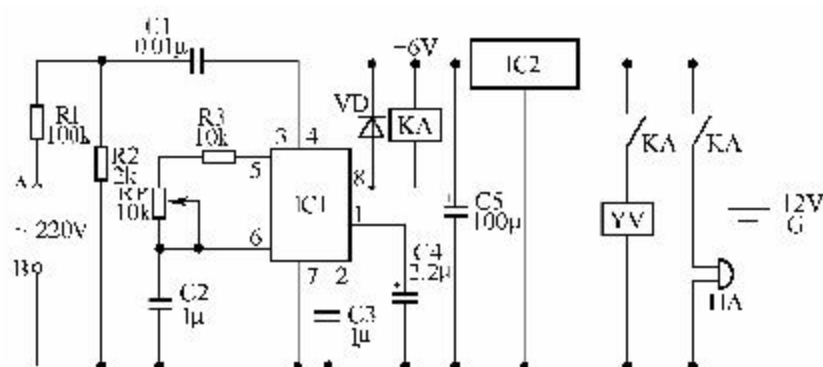 C1
0.01μ
R1
100k
R2
2k
R3
10k
RP
10k
A
~220V
B
C2
1μ
3 4
5
6
7 2
8
1
IC1
C3
1μ
C4
2.2μ
VD
KA
-6V
C5
100μ
IC2
KA
YV
KA
HA
12V
G